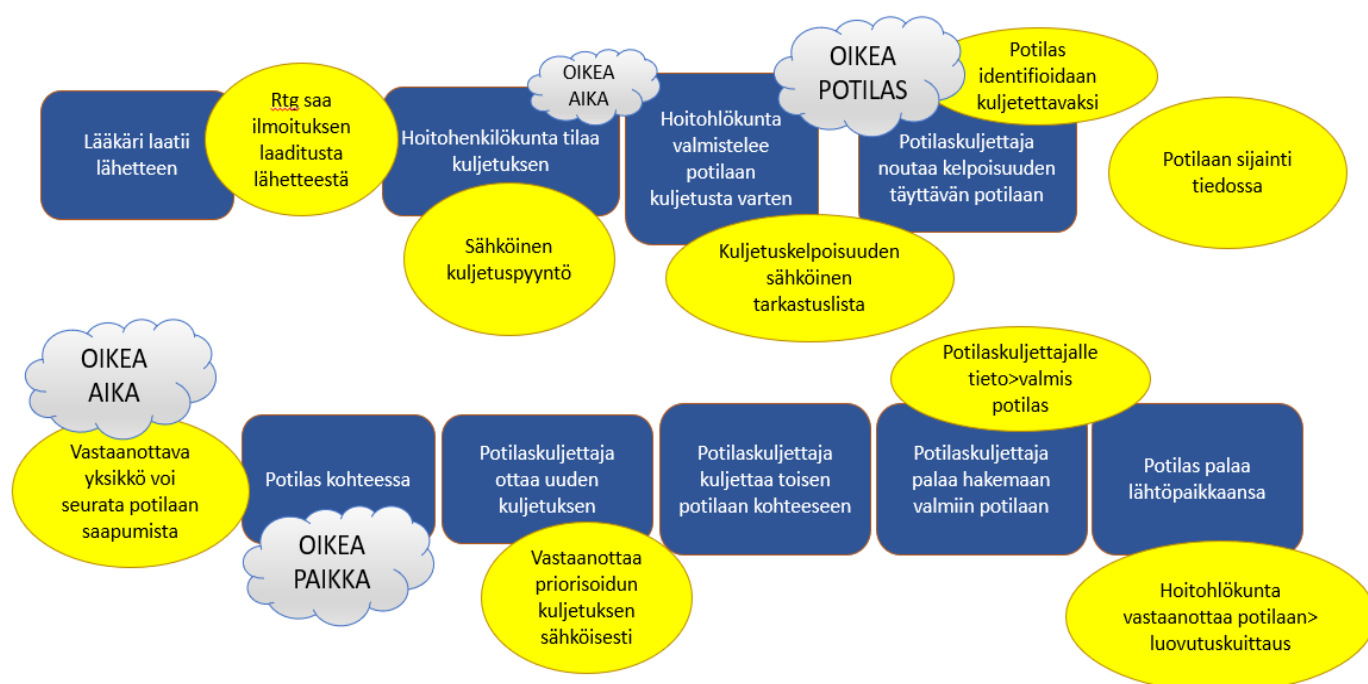 Lääkäri laatii
lähetteen
Rtg saa
ilmoituksen
laaditusta
lähetteestä
Hoitohenkilökunta tilaa
kuljetuksen
OIKEA
AIKA
Sähköinen
kuljetuspyyntö
Hoitohlökunta
valmistelee
potilaan
kuljetusta varten
Kuljetuskelpoisuuden
sähköinen
tarkastuslista
OIKEA
POTILAS
Potilas
identifioidaan
kuljetettavaksi
Potilaskuljettaja
noutaa kelpoisuuden
täyttävän potilaan
Potilaan sijainti
tiedossa
OIKEA
AIKA
Vastaanottava
yksikkö voi
seurata potilaan
saapumista
Potilas kohteessa
OIKEA
PAIKKA
Potilaskuljettaja
ottaa uuden
kuljetuksen
Vastaanottaa
priorisoidun
kuljetuksen
sähköisesti
Potilaskuljettaja
kuljettaa toisen
potilaan kohteeseen
Potilaskuljettajalle
tieto>valmis
potilas
Potilaskuljettaja
palaa hakemaan
valmiin potilaan
Potilas palaa
lähtöpaikkaansa
Hoitohlökunta
vastaanottaa potilaan>
luovutuskuittaus